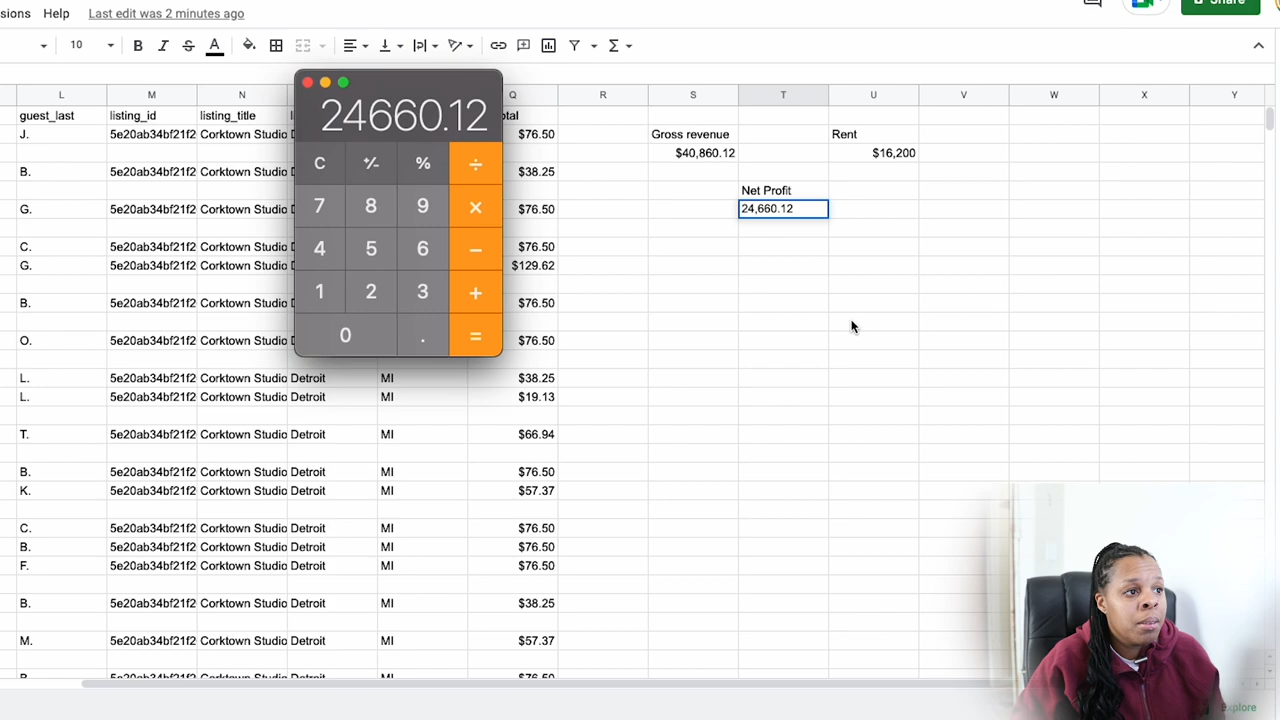 sions Help Last edit was 2 minutes ago
Share
10 B I S A Σ
L M N Q R S T U V W X Y
guest_last listing_id listing_title
J. 5e20ab34bf21f2 Corktown Studio $76.50 Gross revenue Rent
$40,860.12 $16,200
B. 5e20ab34bf21f2 Corktown Studio $38.25
Net Profit
G. 5e20ab34bf21f2 Corktown Studio $76.50 24,660.12
C. 5e20ab34bf21f2 Corktown Studio $76.50
G. 5e20ab34bf21f2 Corktown Studio $129.62
B. 5e20ab34bf21f2 Corktown Studio $76.50
O. 5e20ab34bf21f2 Corktown Studio $76.50
L. 5e20ab34bf21f2 Corktown Studio Detroit MI $38.25
L. 5e20ab34bf21f2 Corktown Studio Detroit MI $19.13
T. 5e20ab34bf21f2 Corktown Studio Detroit MI $66.94
B. 5e20ab34bf21f2 Corktown Studio Detroit MI $76.50
K. 5e20ab34bf21f2 Corktown Studio Detroit MI $57.37
C. 5e20ab34bf21f2 Corktown Studio Detroit MI $76.50
B. 5e20ab34bf21f2 Corktown Studio Detroit MI $76.50
F. 5e20ab34bf21f2 Corktown Studio Detroit MI $76.50
B. 5e20ab34bf21f2 Corktown Studio Detroit MI $38.25
M. 5e20ab34bf21f2 Corktown Studio Detroit MI $57.37
24660.12
C +⁄- % ÷
7 8 9 ×
4 5 6 −
1 2 3 +
0 . =
Explore